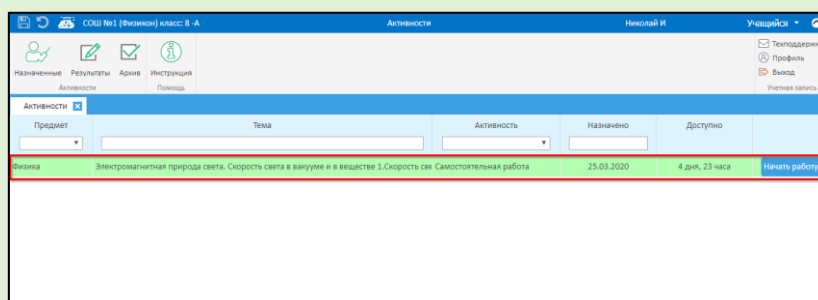 СОШ №1 (Физикон) класс: 8 -А Активности Николай И Учащийся
Назначенные Результаты Архив Инструкция
Активности Помощь
Техподдержк
Профиль
Выход
Учетная запись
Активности
Предмет Тема Активность Назначено Доступно
Физика Электромагнитная природа света. Скорость света в вакууме и в веществе 1.Скорость све Самостоятельная работа 25.03.2020 4 дня, 23 часа Начать работу